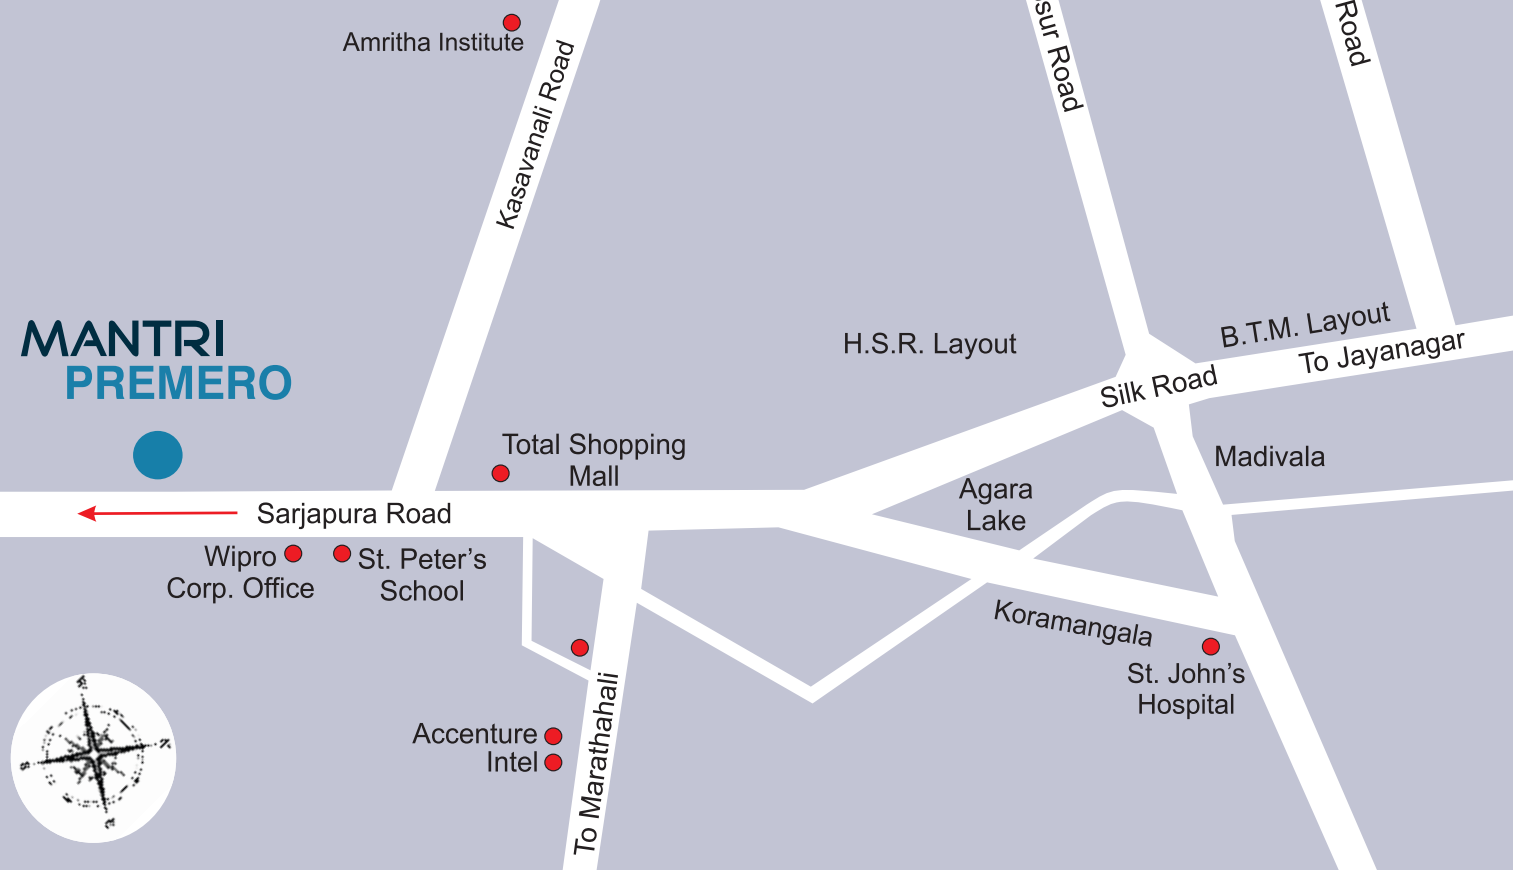 Amritha Institute
Kasavanali Road
sur Road
Road
MANTRI
PREMERO
H.S.R. Layout
B.T.M. Layout
To Jayanagar
Silk Road
Total Shopping
Mall
Madivala
Agara
Lake
Sarjapura Road
Wipro
Corp. Office
St. Peter’s
School
Koramangala
St. John’s
Hospital
To Marathahali
Accenture
Intel
W
N
S
E